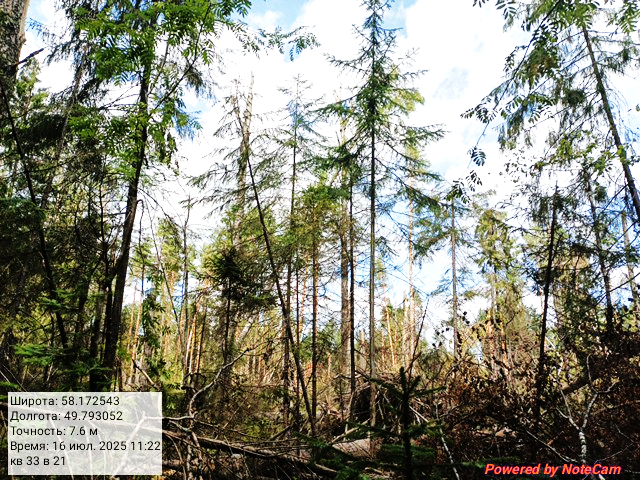 Широта: 58.172543
Долгота: 49.793052
Точность: 7.6 м
Время: 16 июл. 2025 11:22
кв 33 в 21
Powered by NoteCam